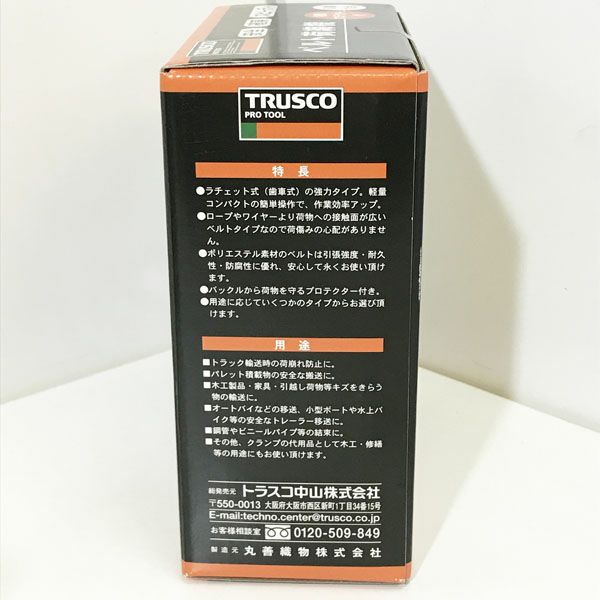 TRUSCO
PRO TOOL
特長
●ラチェット式（歯車式）の強力タイプ。軽量
コンパクトの簡単操作で、作業効率アップ。
●ロープやワイヤーより荷物への接触面が広い
ベルトタイプなので荷傷みの心配がありませ
ん。
●ポリエステル素材のベルトは引張強度・耐久
性・防腐性に優れ、安心して永くお使い頂け
ます。
●バックルから荷物を守るプロテクター付き。
●用途に応じていくつかのタイプからお選び頂
けます。
用途
■トラック輸送時の荷崩れ防止に。
■パレット積載物の安全な搬送に。
■木工製品・家具・引越し荷物等キズをきらう
物の輸送に。
■オートバイなどの移送、小型ボートや水上バ
イク等の安全なトレーラー移送に。
■鋼管やビニールパイプ等の結束に。
■その他、クランプの代用品として木工・修繕
等の用途にもお使い頂けます。
総発売元 トラスコ中山株式会社
〒550-0013 大阪府大阪市西区新町1丁目34番15号
E-mail:techno.center@trusco.co.jp
お客様相談室 0120-509-849
製造元 丸善織物株式会社